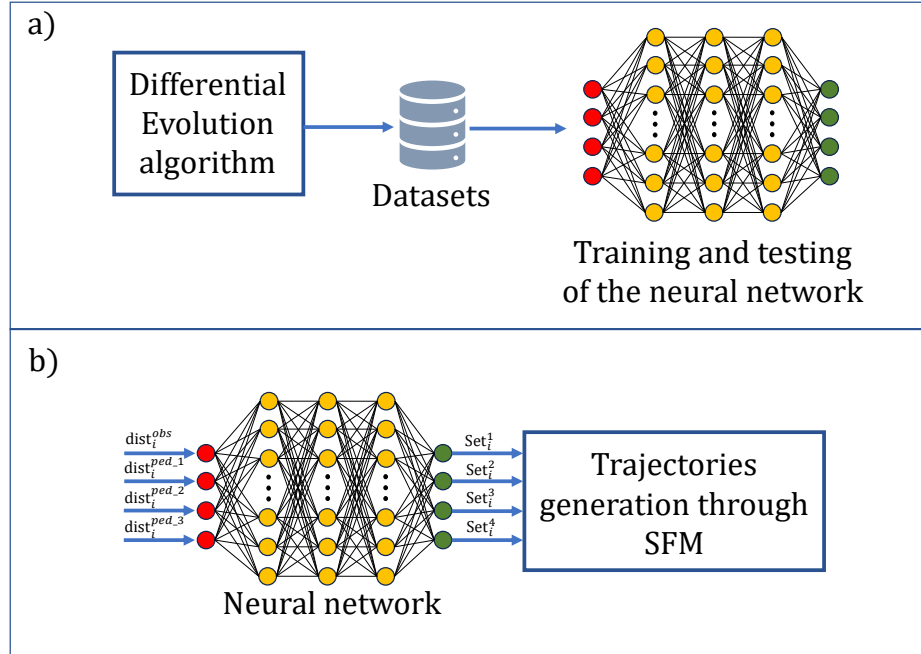 a)
Differential
Evolution
algorithm
Datasets
Training and testing
of the neural network
b)
dist_i^{obs}
dist_i^{ped_1}
dist_i^{ped_2}
dist_i^{ped_3}
Set_i^1
Set_i^2
Set_i^3
Set_i^4
Trajectories
generation through
SFM
Neural network